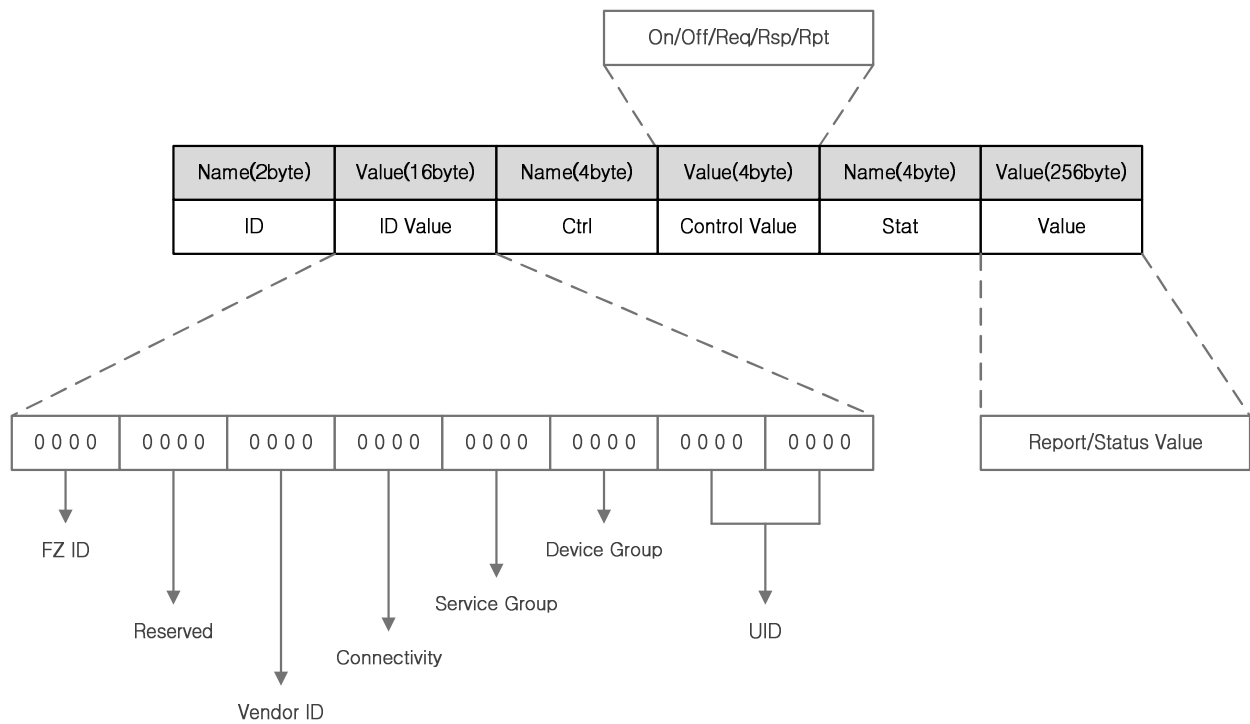 On/Off/Req/Rsp/Rpt
Name(2byte) Value(16byte) Name(4byte) Value(4byte) Name(4byte) Value(256byte)
ID ID Value Ctrl Control Value Stat Value
0 0 0 0 0 0 0 0 0 0 0 0 0 0 0 0 0 0 0 0 0 0 0 0 0 0 0 0 0 0 0 0
Report/Status Value
FZ ID
Device Group
Service Group
Reserved
UID
Connectivity
Vendor ID